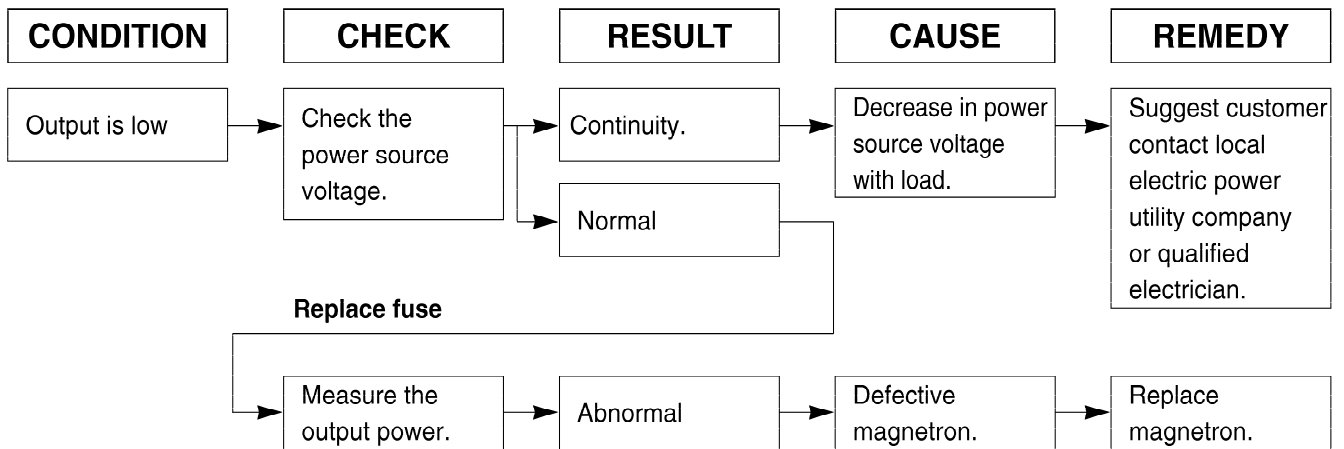 CONDITION
CHECK
RESULT
CAUSE
REMEDY
Output is low
Check the
power source
voltage.
Continuity.
Decrease in power
source voltage
with load.
Suggest customer
contact local
electric power
utility company
or qualified
electrician.
Normal
Replace fuse
Measure the
output power.
Abnormal
Defective
magnetron.
Replace
magnetron.